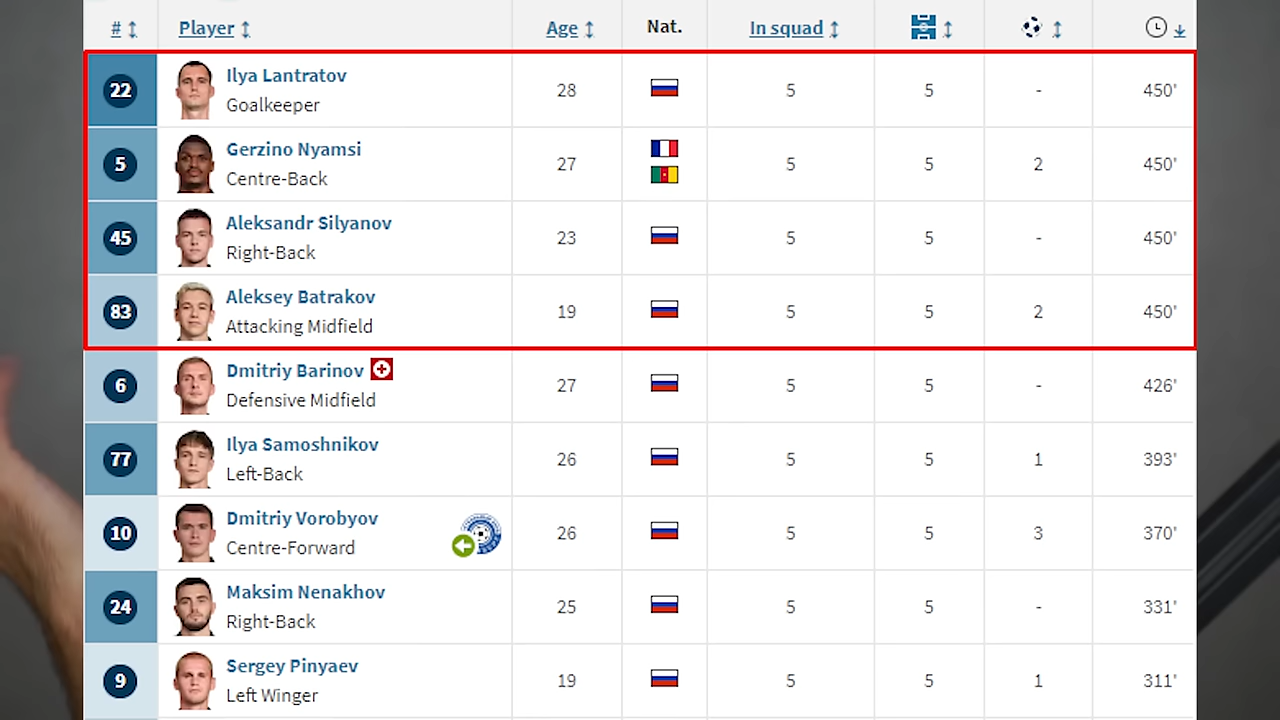 # Player Age Nat. In squad
22 Ilya Lantratov 28 5 5 - 450'
Goalkeeper
5 Gerzino Nyamsi 27 5 5 2 450'
Centre-Back
45 Aleksandr Silyanov 23 5 5 - 450'
Right-Back
83 Aleksey Batrakov 19 5 5 2 450'
Attacking Midfield
6 Dmitriy Barinov 27 5 5 - 426'
Defensive Midfield
77 Ilya Samoshnikov 26 5 5 1 393'
Left-Back
10 Dmitriy Vorobyov 26 5 5 3 370'
Centre-Forward
24 Maksim Nenakhov 25 5 5 - 331'
Right-Back
9 Sergey Pinyaev 19 5 5 1 311'
Left Winger